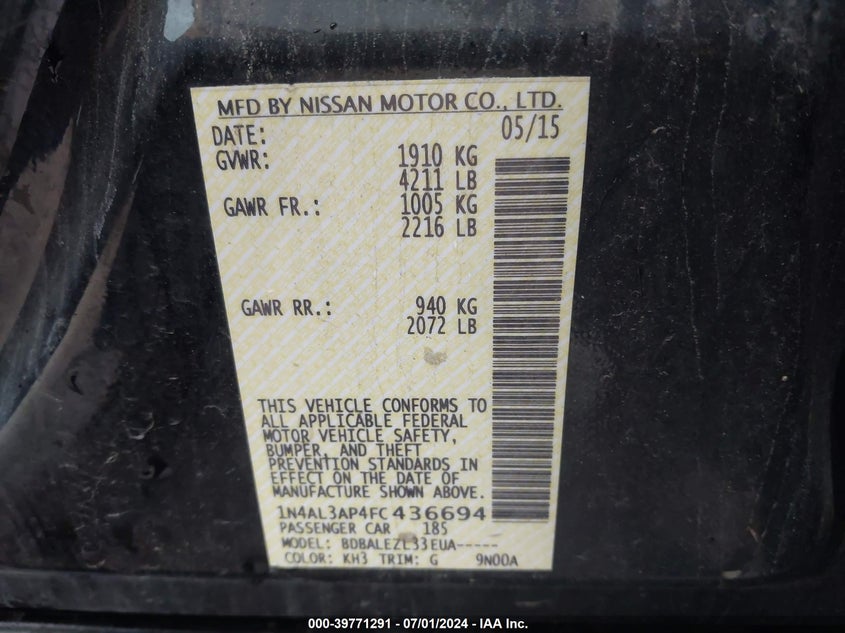 MFD BY NISSAN MOTOR CO., LTD.
DATE: 05/15
GVWR: 1910 KG
4211 LB
GAWR FR.: 1005 KG
2216 LB
GAWR RR.: 940 KG
2072 LB
THIS VEHICLE CONFORMS TO
ALL APPLICABLE FEDERAL
MOTOR VEHICLE SAFETY,
BUMPER, AND THEFT
PREVENTION STANDARDS IN
EFFECT ON THE DATE OF
MANUFACTURE SHOWN ABOVE.
1N4AL3AP4FC436694
PASSENGER CAR 185
MODEL: BDBALEZL33EUA-----
COLOR: KH3 TRIM: G 9N00A
000-39771291 - 07/01/2024 - IAA Inc.